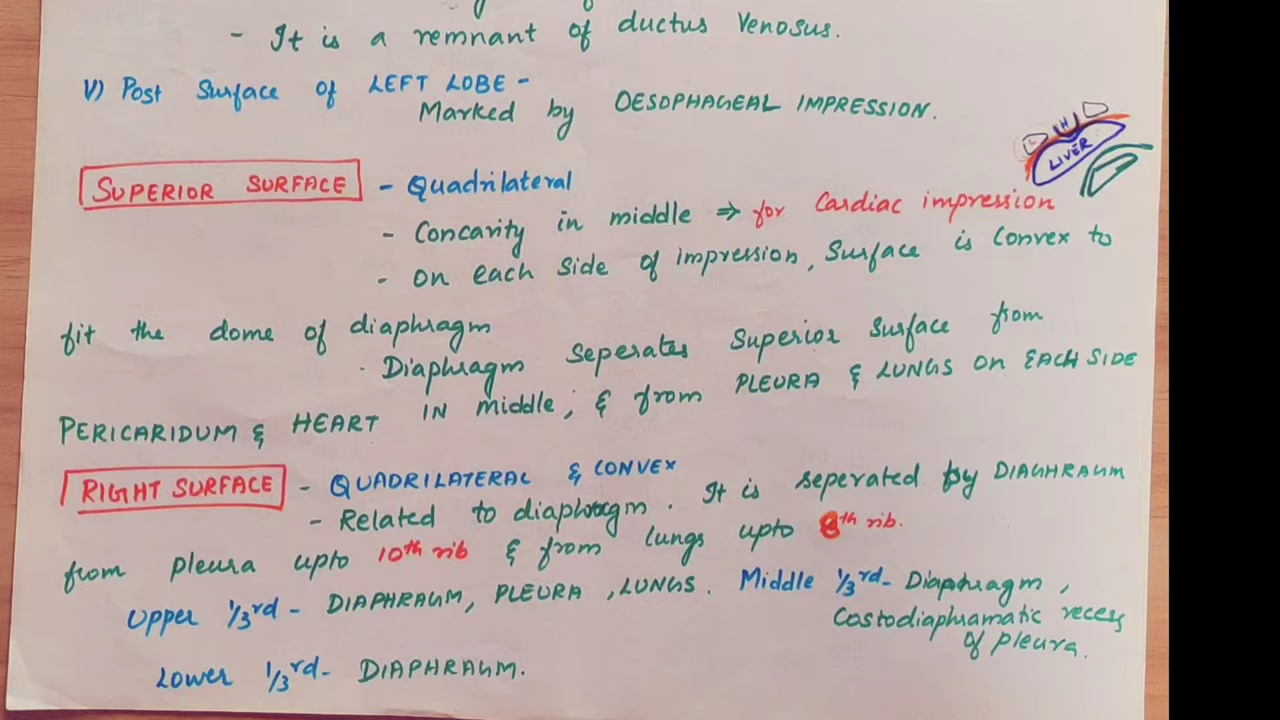 - It is a remnant of ductus Venosus.
V) Post Surface of LEFT LOBE -
Marked by OESOPHAGEAL IMPRESSION.
H
L
LIVER
SUPERIOR SURFACE - Quadrilateral
- Concavity in middle ⇒ for Cardiac impression
- On each side of impression, Surface is Convex to
fit the dome of diaphragm
- Diaphragm seperates Superior Surface from
PERICARIDUM & HEART IN middle, & from PLEURA & LUNGS ON EACH SIDE
RIGHT SURFACE - QUADRILATERAL & CONVEX
- Related to diaphragm. It is seperated by DIAGHRAGM
from pleura upto 10th rib & from lungs upto 8th rib.
Upper 1/3rd - DIAPHRAGM, PLEURA, LUNGS. Middle 1/3rd - Diaphragm,
Costodiaphramatic recess
of pleura.
Lower 1/3rd - DIAPHRAGM.